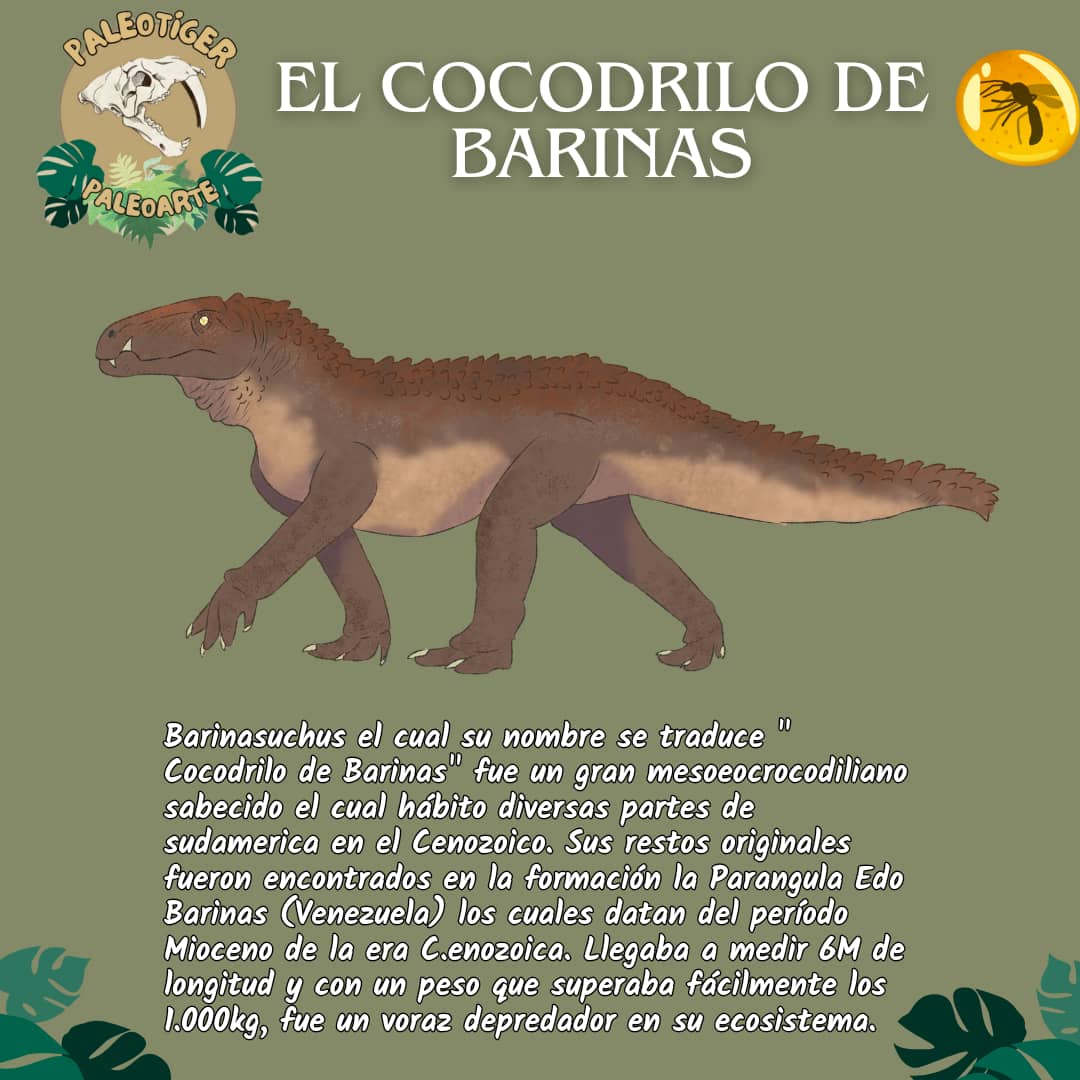 PALEOTIGER
PALEOARTE
EL COCODRILO DE
BARINAS
Barinasuchus el cual su nombre se traduce "
Cocodrilo de Barinas" fue un gran mesoeocrocodiliano
sabecido el cual hábito diversas partes de
sudamerica en el Cenozoico. Sus restos originales
fueron encontrados en la formación la Parangula Edo
Barinas (Venezuela) los cuales datan del período
Mioceno de la era C.enozoica. Llegaba a medir 6M de
longitud y con un peso que superaba fácilmente los
1.000kg, fue un voraz depredador en su ecosistema.